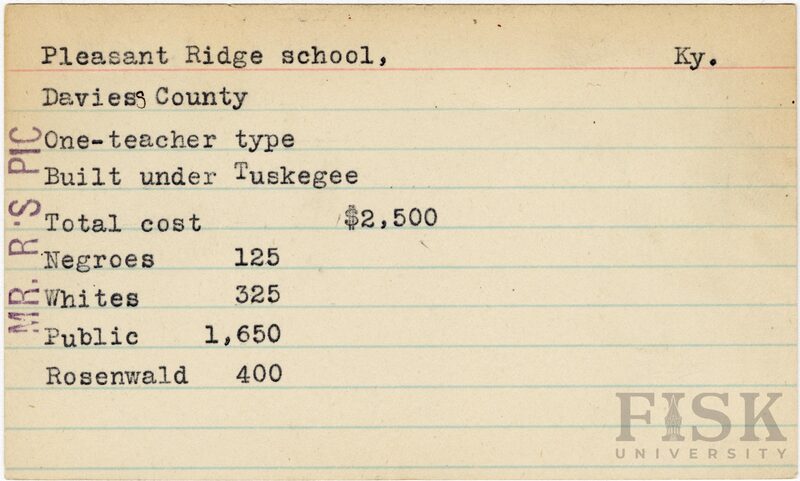 Pleasant Ridge school, Ky.
Daviess County
One-teacher type
Built under Tuskegee
Total cost $2,500
Negroes 125
Whites 325
Public 1,650
Rosenwald 400
MR. R'S PIC
FISK
UNIVERSITY